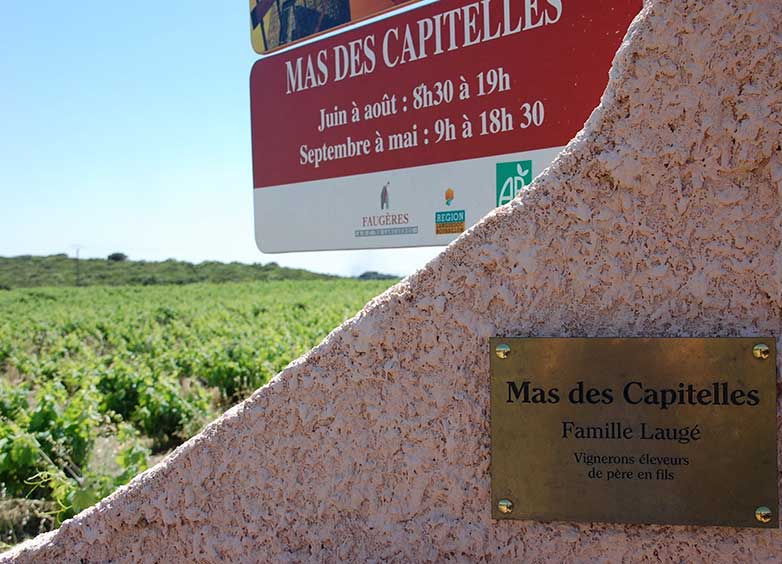 MAS DES CAPITELLES
Juin à août : 8h30 à 19h
Septembre à mai : 9h à 18h 30
FAUGÈRES
REGION
AB
Mas des Capitelles
Famille Laugé
Vignerons éleveurs
de père en fils